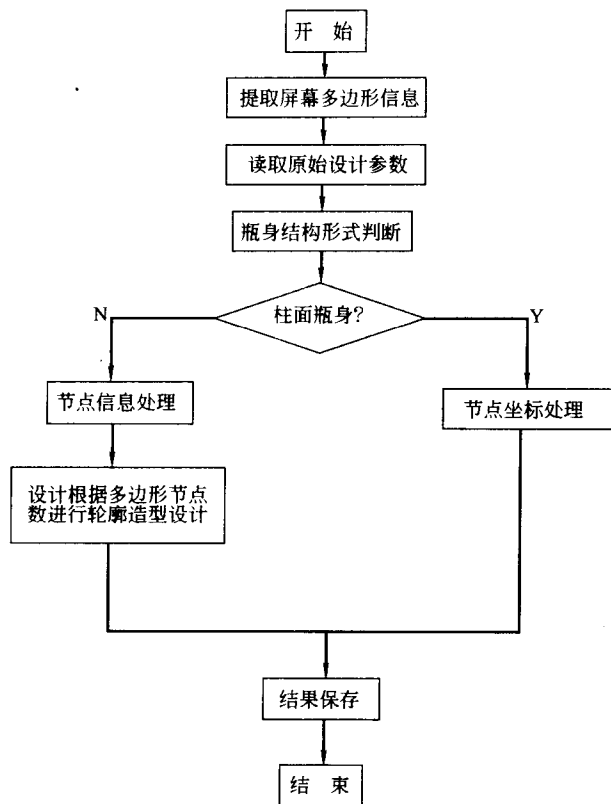 开 始
提取屏幕多边形信息
读取原始设计参数
瓶身结构形式判断
柱面瓶身?
N
Y
节点信息处理
节点坐标处理
设计根据多边形节点
数进行轮廓造型设计
结果保存
结 束